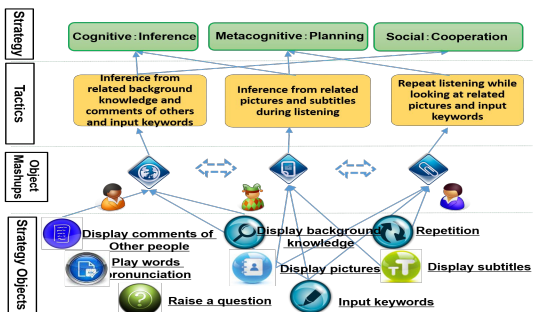 Strategy
Cognitive：Inference
Metacognitive：Planning
Social：Cooperation
Tactics
Inference from
related background
knowledge and
comments of others
and input keywords
Inference from related
pictures and subtitles
during listening
Repeat listening while
looking at related
pictures and input
keywords
Object
Mashups
Strategy Objects
Display comments of
Other people
Display background
knowledge
Repetition
Play words
pronunciation
Display pictures
Display subtitles
Raise a question
Input keywords